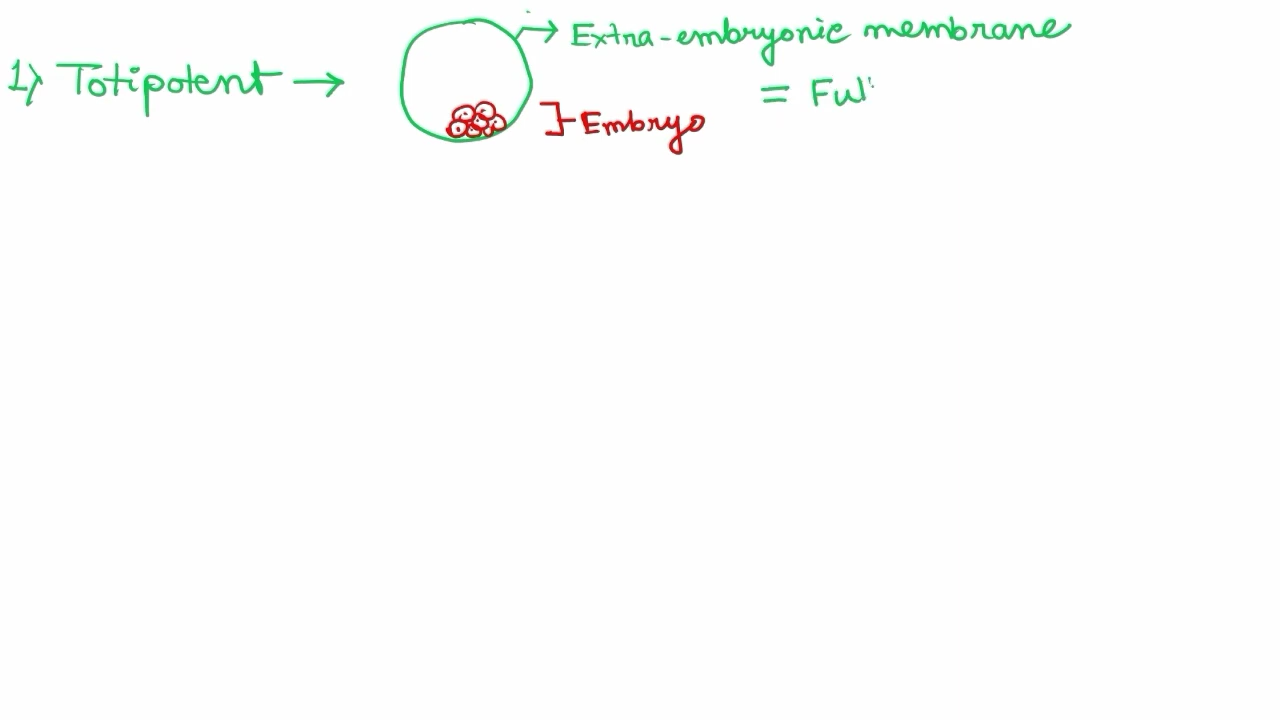 Extra-embryonic membrane
1) Totipotent →
= Ful
Embryo